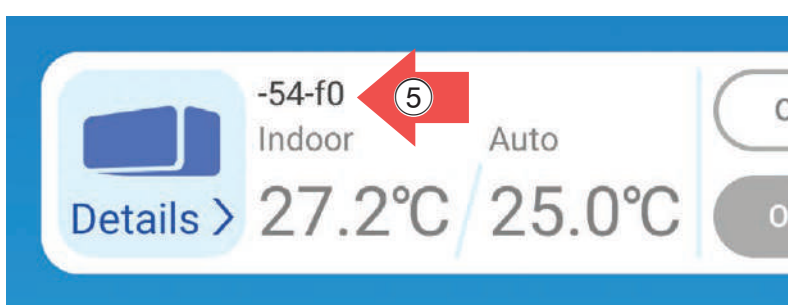 -54-f0
⑤
Indoor
Auto
Details >
27.2℃
25.0℃